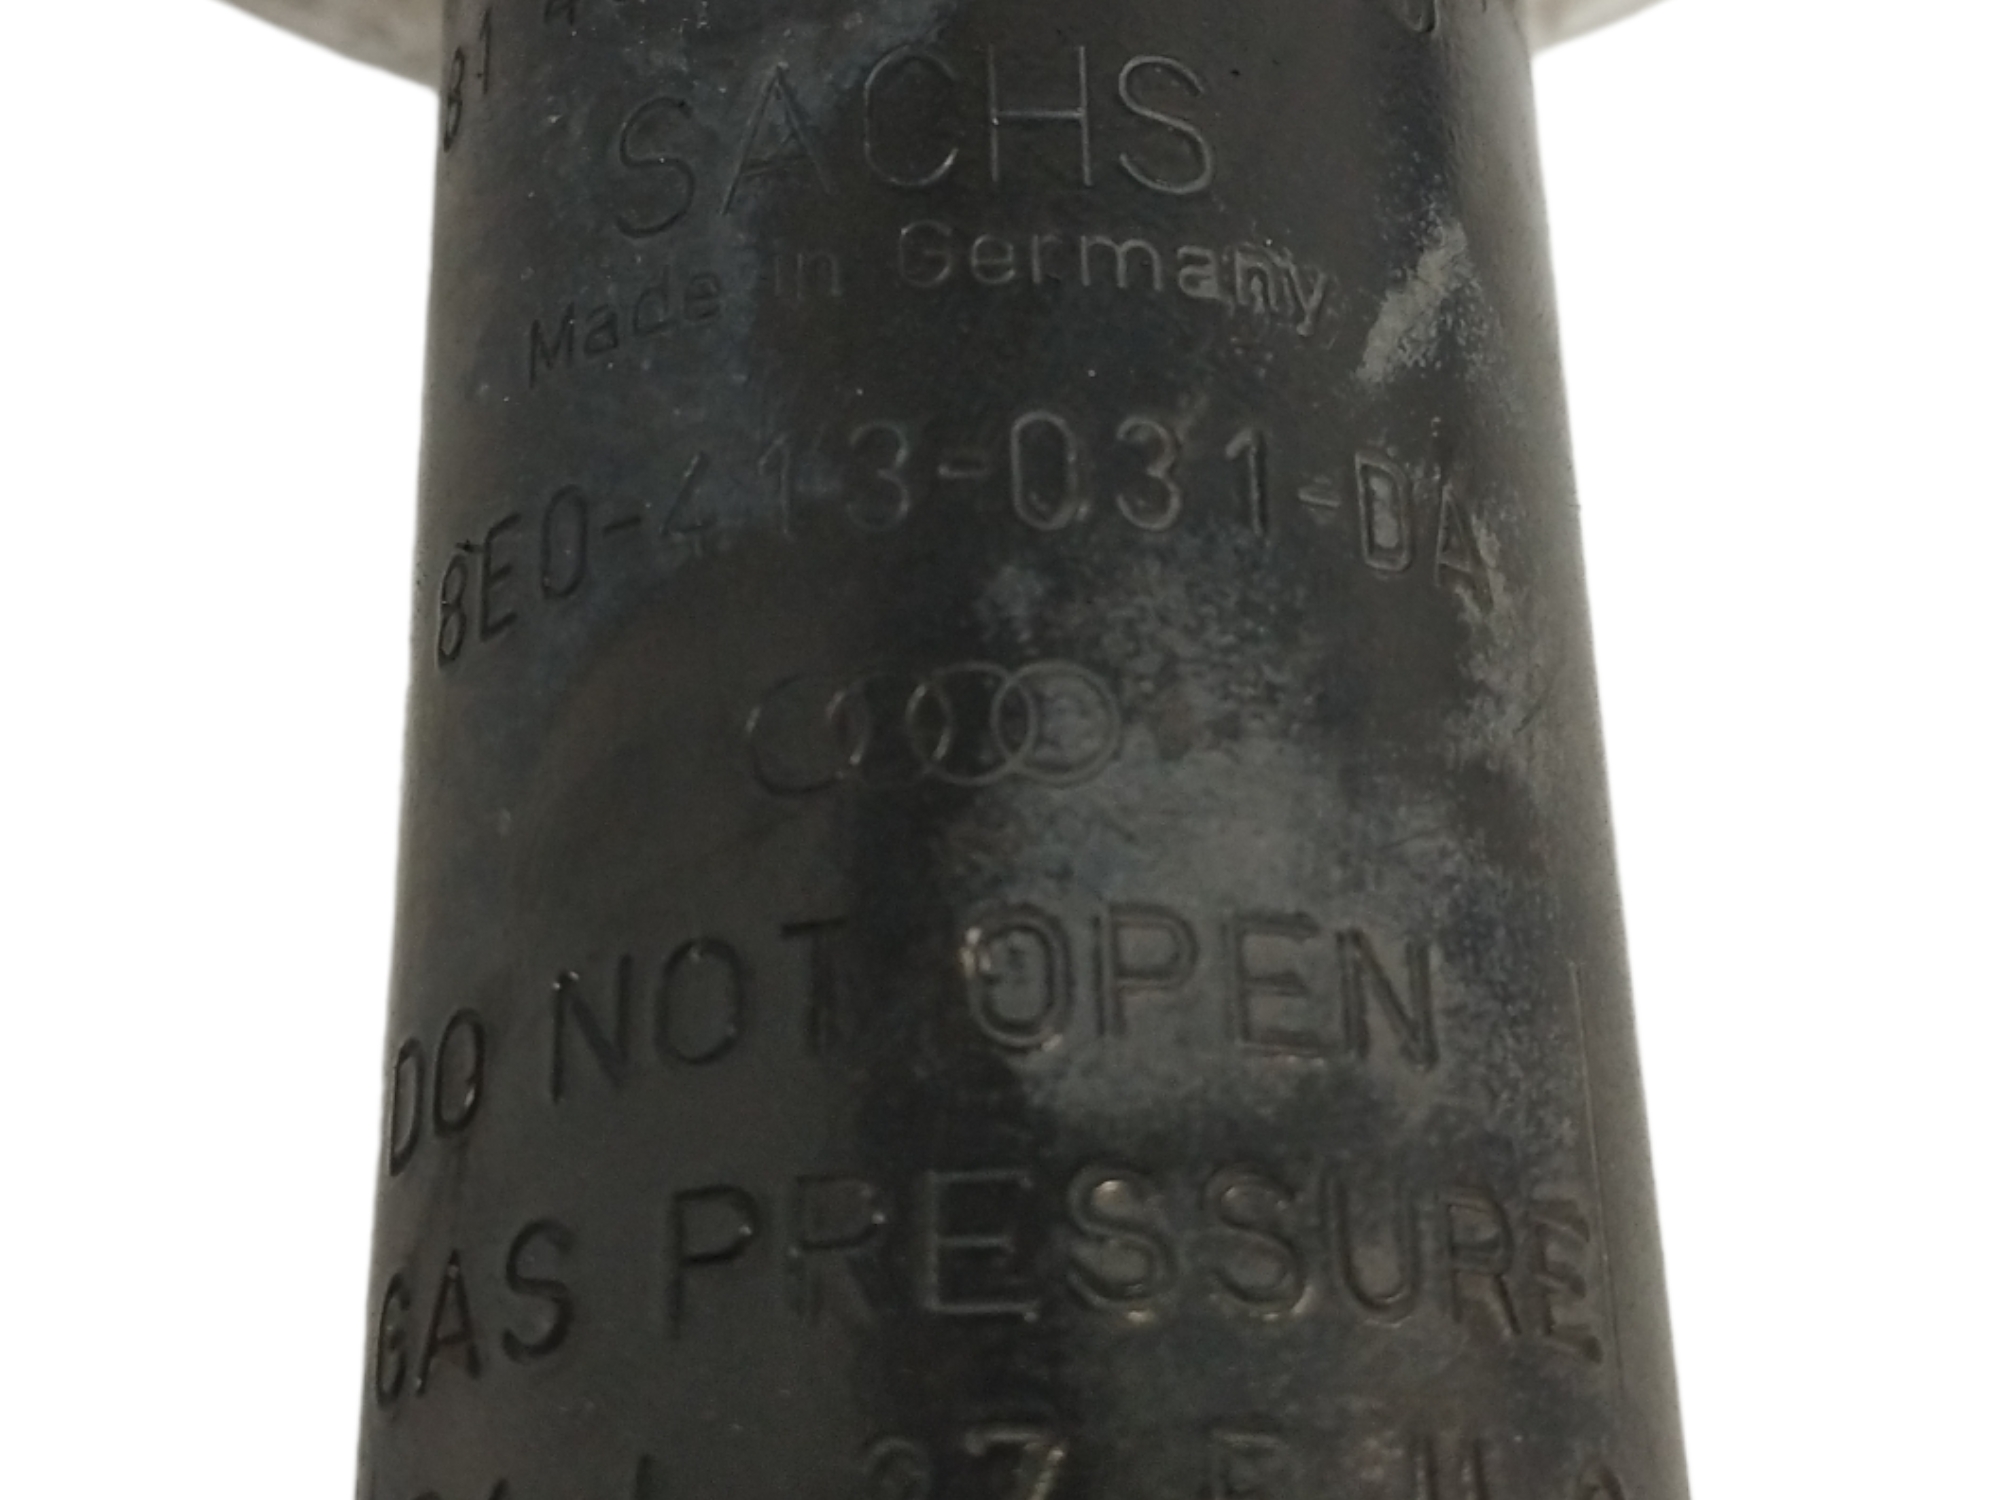 SACHS
Made in Germany
8E0-413-031-DA
DO NOT OPEN
GAS PRESSURE